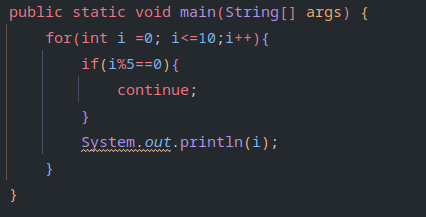 public static void main(String[] args) {
    for(int i =0; i<=10;i++){
        if(i%5==0){
            continue;
        }
        System.out.println(i);
    }
}